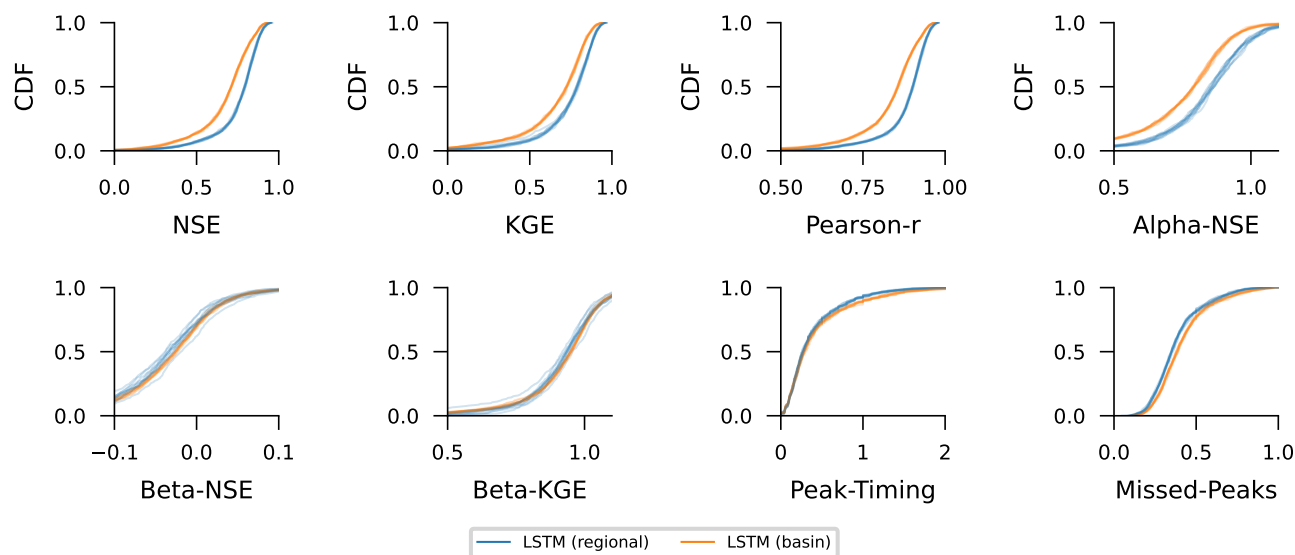 CDF
1.0
0.5
0.0
0.0 0.5 1.0
NSE
CDF
1.0
0.5
0.0
0.0 0.5 1.0
KGE
CDF
1.0
0.5
0.0
0.50 0.75 1.00
Pearson-r
CDF
1.0
0.5
0.0
0.5 1.0
Alpha-NSE
1.0
0.5
0.0
−0.1 0.0 0.1
Beta-NSE
1.0
0.5
0.0
0.5 1.0
Beta-KGE
1.0
0.5
0.0
0 1 2
Peak-Timing
1.0
0.5
0.0
0.0 0.5 1.0
Missed-Peaks
LSTM (regional) LSTM (basin)